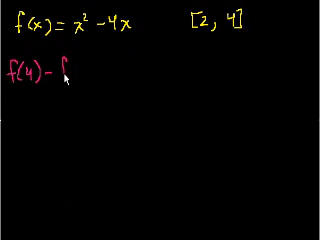 f(x) = x² - 4x [2, 4]
f(4) - f